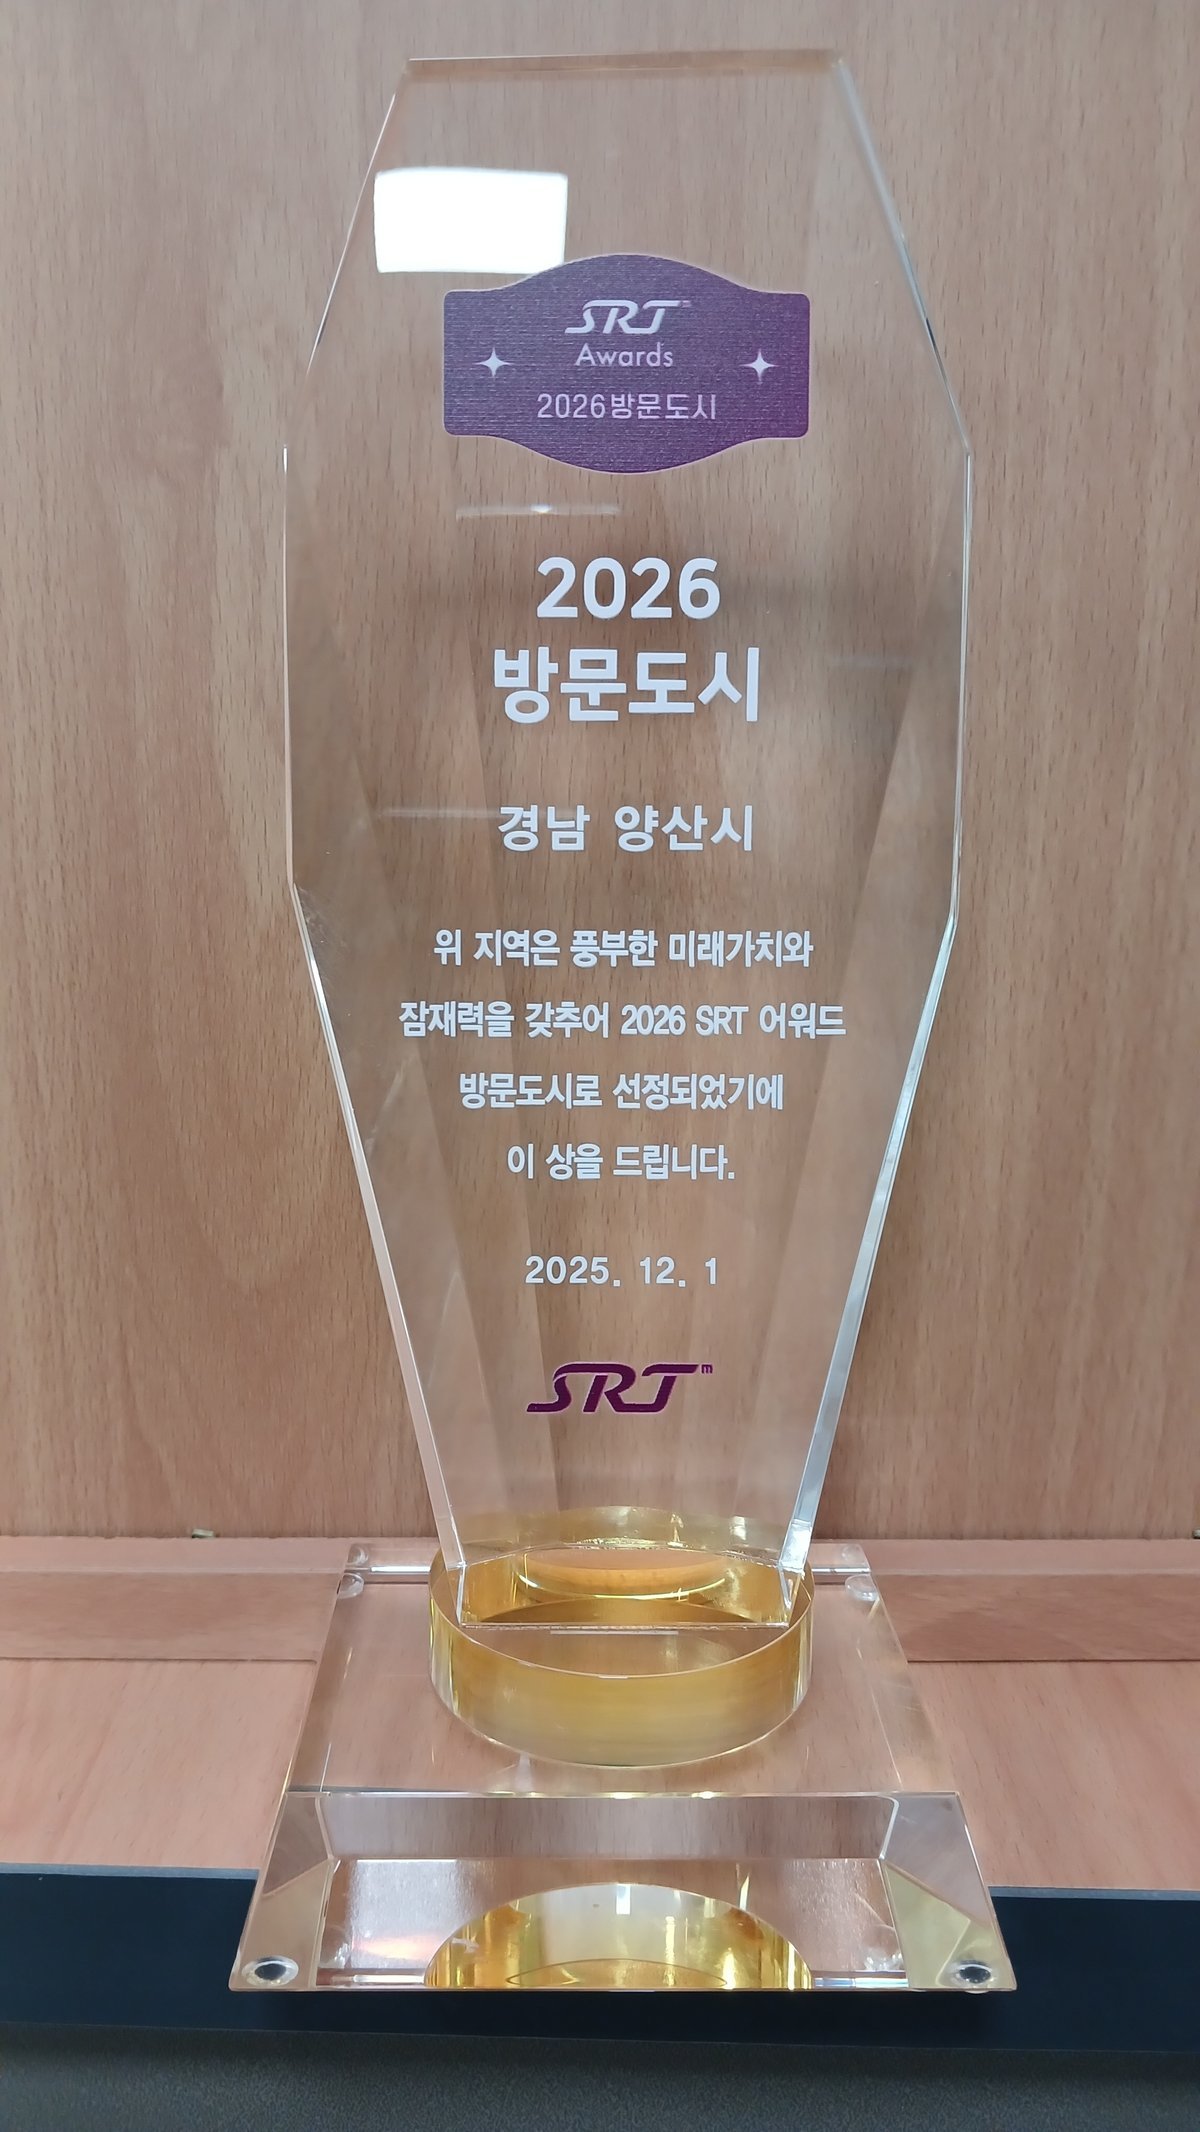 SRT
Awards
2026방문도시
2026
방문도시
경남 양산시
위 지역은 풍부한 미래가치와
잠재력을 갖추어 2026 SRT 어워드
방문도시로 선정되었기에
이 상을 드립니다.
2025. 12. 1
SRT